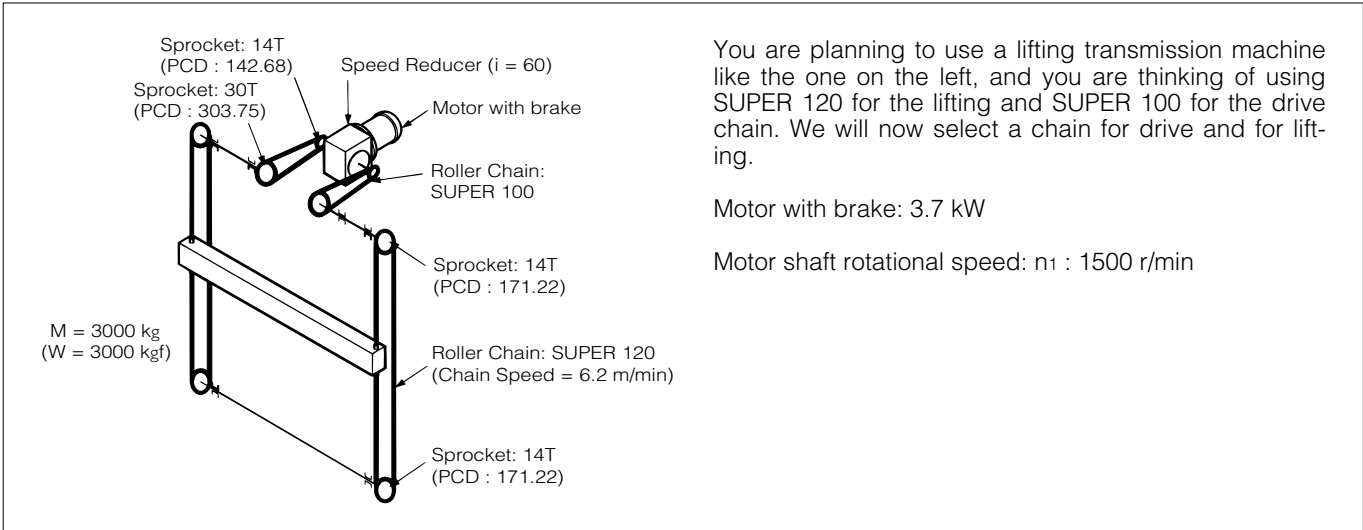 Sprocket: 14T
(PCD : 142.68)
Speed Reducer (i = 60)
Sprocket: 30T
(PCD : 303.75)
Motor with brake
Roller Chain:
SUPER 100
Sprocket: 14T
(PCD : 171.22)
M = 3000 kg
(W = 3000 kgf)
Roller Chain: SUPER 120
(Chain Speed = 6.2 m/min)
Sprocket: 14T
(PCD : 171.22)
You are planning to use a lifting transmission machine
like the one on the left, and you are thinking of using
SUPER 120 for the lifting and SUPER 100 for the drive
chain. We will now select a chain for drive and for lift-
ing.
Motor with brake: 3.7 kW
Motor shaft rotational speed: n1 : 1500 r/min